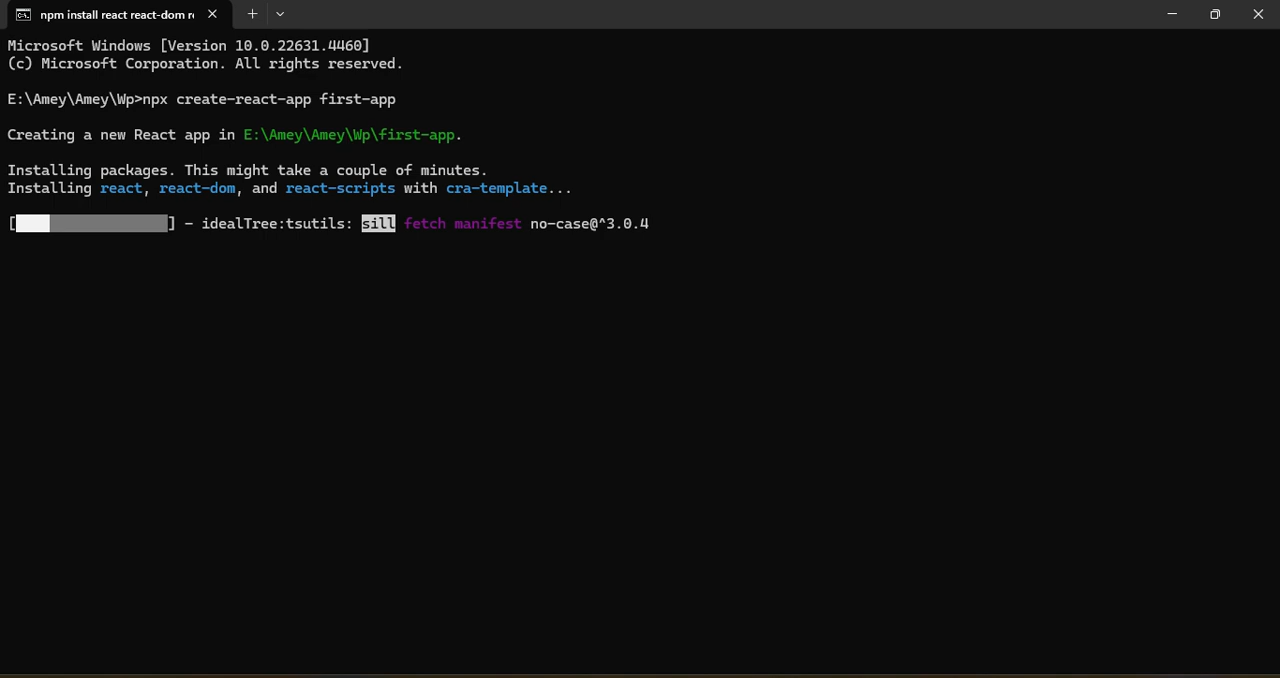 npm install react react-dom r
Microsoft Windows [Version 10.0.22631.4460]
(c) Microsoft Corporation. All rights reserved.
E:\Amey\Amey\Wp>npx create-react-app first-app
Creating a new React app in E:\Amey\Amey\Wp\first-app.
Installing packages. This might take a couple of minutes.
Installing react, react-dom, and react-scripts with cra-template...
[                  ] - idealTree:tsutils: sill fetch manifest no-case@^3.0.4